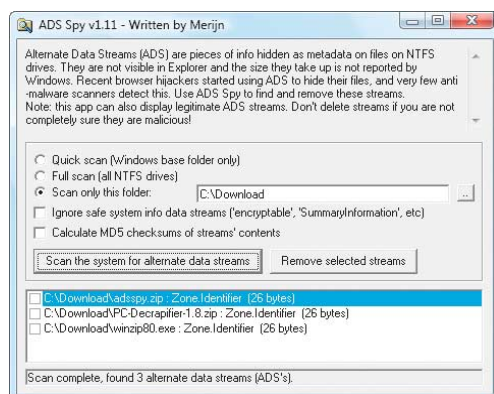 ADS Spy v1.11 - Written by Merijn
Alternate Data Streams (ADS) are pieces of info hidden as metadata on files on NTFS
drives. They are not visible in Explorer and the size they take up is not reported by
Windows. Recent browser hijackers started using ADS to hide their files, and very few anti
-malware scanners detect this. Use ADS Spy to find and remove these streams.
Note: this app can also display legitimate ADS streams. Don't delete streams if you are not
completely sure they are malicious!
Quick scan (Windows base folder only)
Full scan (all NTFS drives)
Scan only this folder: C:\Download ..
Ignore safe system info data streams ('encryptable', 'SummaryInformation', etc)
Calculate MD5 checksums of streams' contents
Scan the system for alternate data streams Remove selected streams
C:\Download\adsspy.zip : Zone.Identifier (26 bytes)
C:\Download\PC-Decrapifier-1.8.zip : Zone.Identifier (26 bytes)
C:\Download\winzip80.exe : Zone.Identifier (26 bytes)
Scan complete, found 3 alternate data streams (ADS's).